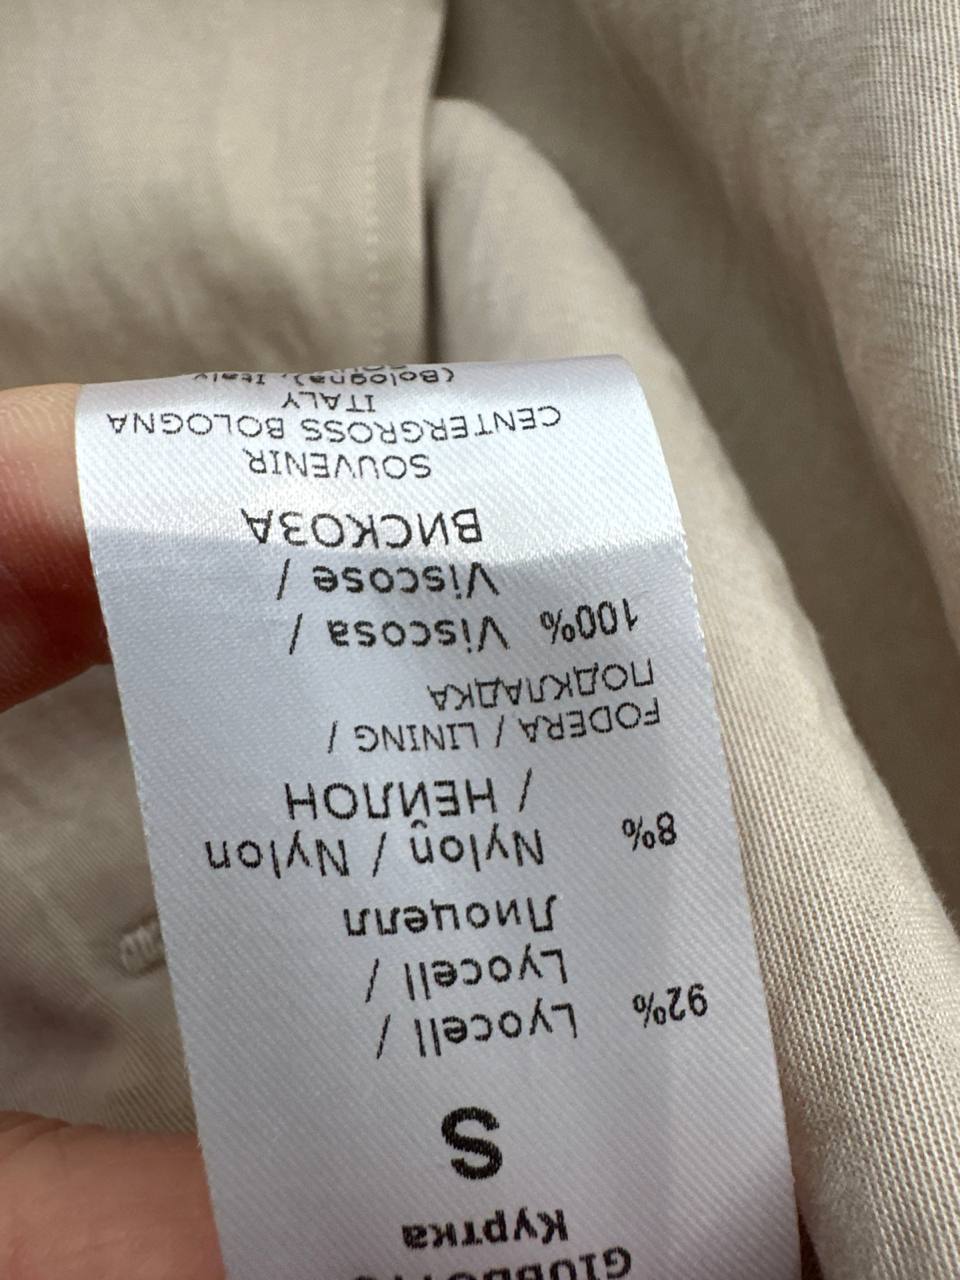 Куртка
S
92% Lyocell /
Lyocell /
Лиоцелл
8% Nylon / Nylon
/ НЕЙЛОН
FODERA / LINING /
ПОДКЛАДКА
100% Viscosa /
Viscose /
ВИСКОЗА
SOUVENIR
CENTERGROSS BOLOGNA
ITALY
(Bologna), Italy